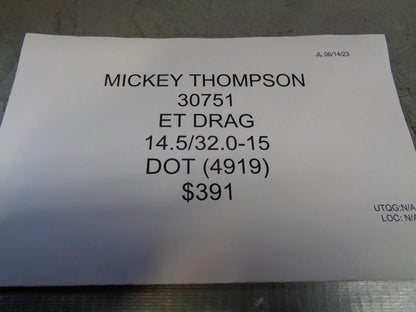 JL 06/14/23
MICKEY THOMPSON
30751
ET DRAG
14.5/32.0-15
DOT (4919)
$391
UTQG:N/A
LOC: N/A